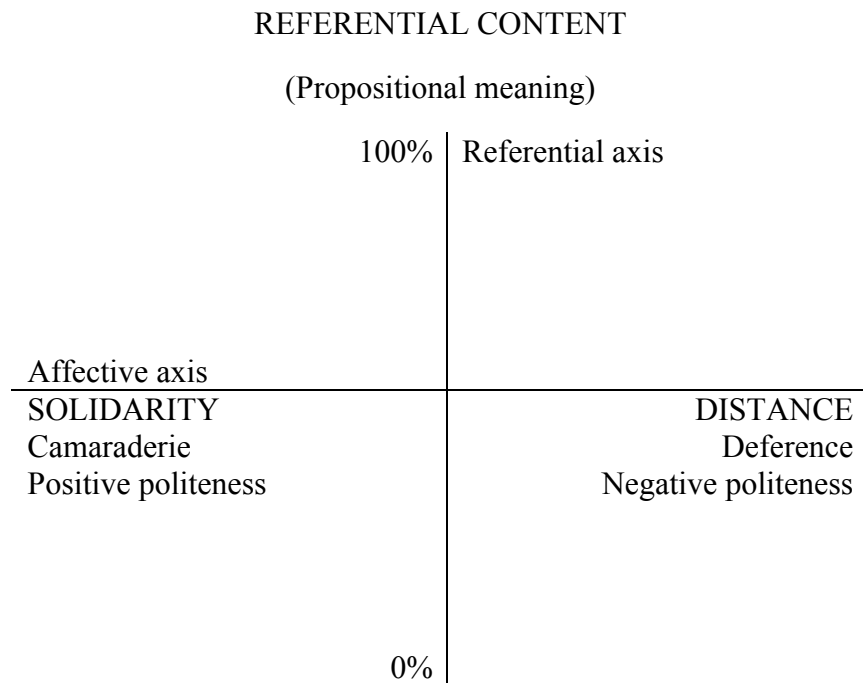 REFERENTIAL CONTENT
(Propositional meaning)
100% Referential axis
Affective axis
SOLIDARITY DISTANCE
Camaraderie Deference
Positive politeness Negative politeness
0%